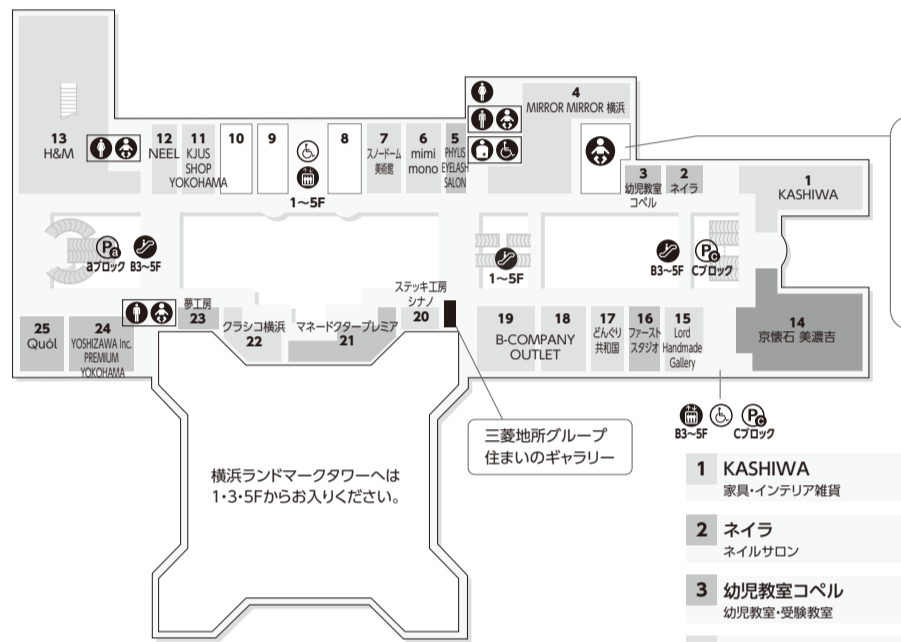 4
MIRROR MIRROR 横浜
13
H&M
12
NEEL
11
KJUS
SHOP
YOKOHAMA
10
9
1〜5F
8
7
スノードーム
美術館
6
mimi
mono
5
PHYLIS
EYELASH
SALON
3
幼児教室
コペル
2
ネイラ
1
KASHIWA
Pa
aブロック
B3〜5F
1〜5F
B3〜5F
Pc
Cブロック
25
Quól
24
YOSHIZAWA Inc.
PREMIUM
YOKOHAMA
夢工房
23
クラシコ横浜
22
マネードクタープレミア
21
ステッキ工房
シナノ
20
19
18
B-COMPANY
OUTLET
17
どんぐり
共和国
16
ファースト
スタジオ
15
Lord
Handmade
Gallery
14
京懐石 美濃吉
三菱地所グループ
住まいのギャラリー
横浜ランドマークタワーへは
1・3・5Fからお入りください。
B3〜5F
Pc
Cブロック
1 KASHIWA
家具・インテリア雑貨
2 ネイラ
ネイルサロン
3 幼児教室コペル
幼児教室・受験教室